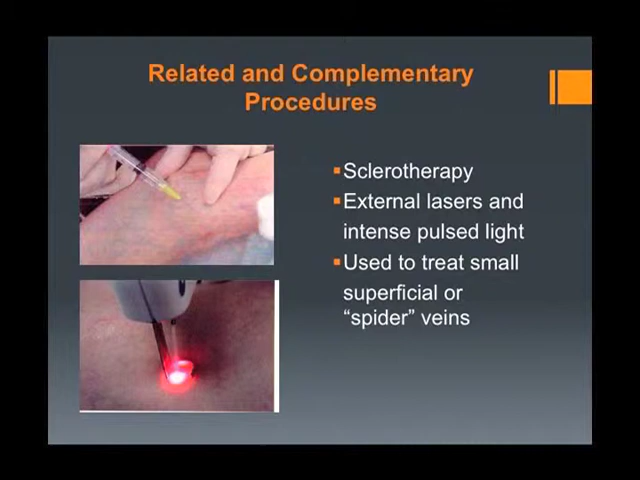 Related and Complementary
Procedures
Sclerotherapy
External lasers and
intense pulsed light
Used to treat small
superficial or
“spider” veins